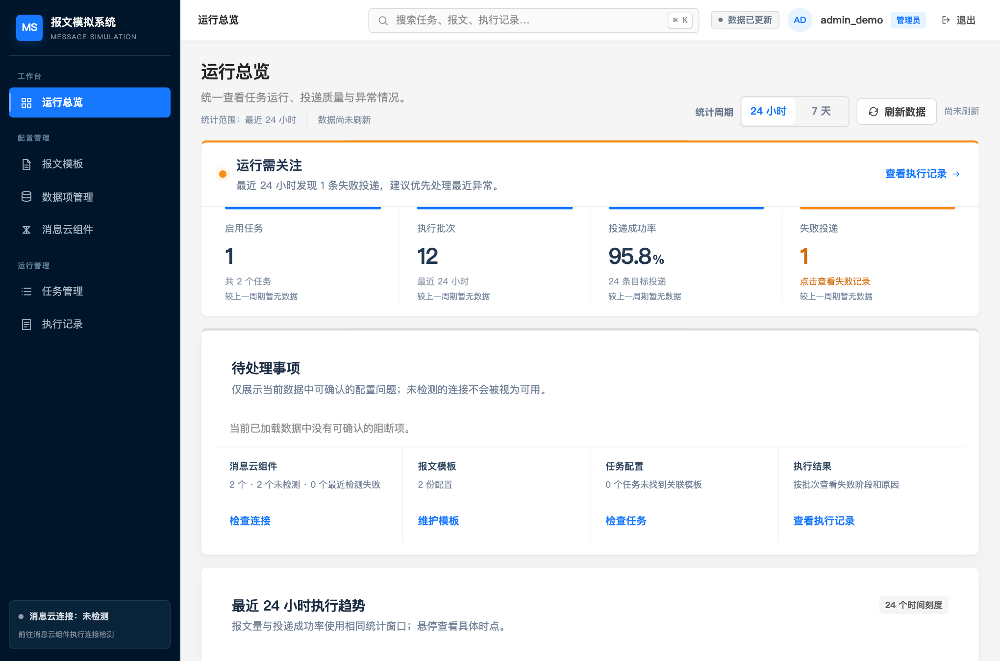 MS
报文模拟系统
MESSAGE SIMULATION
工作台
运行总览
配置管理
报文模板
数据项管理
消息云组件
运行管理
任务管理
执行记录
消息云连接：未检测
前往消息云组件执行连接检测
运行总览
搜索任务、报文、执行记录...
⌘ K
数据已更新
AD
admin_demo
管理员
退出
运行总览
统一查看任务运行、投递质量与异常情况。
统计范围：最近 24 小时
数据尚未刷新
统计周期
24 小时
7 天
刷新数据
尚未刷新
运行需关注
最近 24 小时发现 1 条失败投递，建议优先处理最近异常。
查看执行记录 →
启用任务
1
共 2 个任务
较上一周期暂无数据
执行批次
12
最近 24 小时
较上一周期暂无数据
投递成功率
95.8%
24 条目标投递
较上一周期暂无数据
失败投递
1
点击查看失败记录
较上一周期暂无数据
待处理事项
仅展示当前数据中可确认的配置问题；未检测的连接不会被视为可用。
当前已加载数据中没有可确认的阻断项。
消息云组件
2 个 · 2 个未检测 · 0 个最近检测失败
检查连接
报文模板
2 份配置
维护模板
任务配置
0 个任务未找到关联模板
检查任务
执行结果
按批次查看失败阶段和原因
查看执行记录
最近 24 小时执行趋势
报文量与投递成功率使用相同统计窗口；悬停查看具体时点。
24 个时间刻度